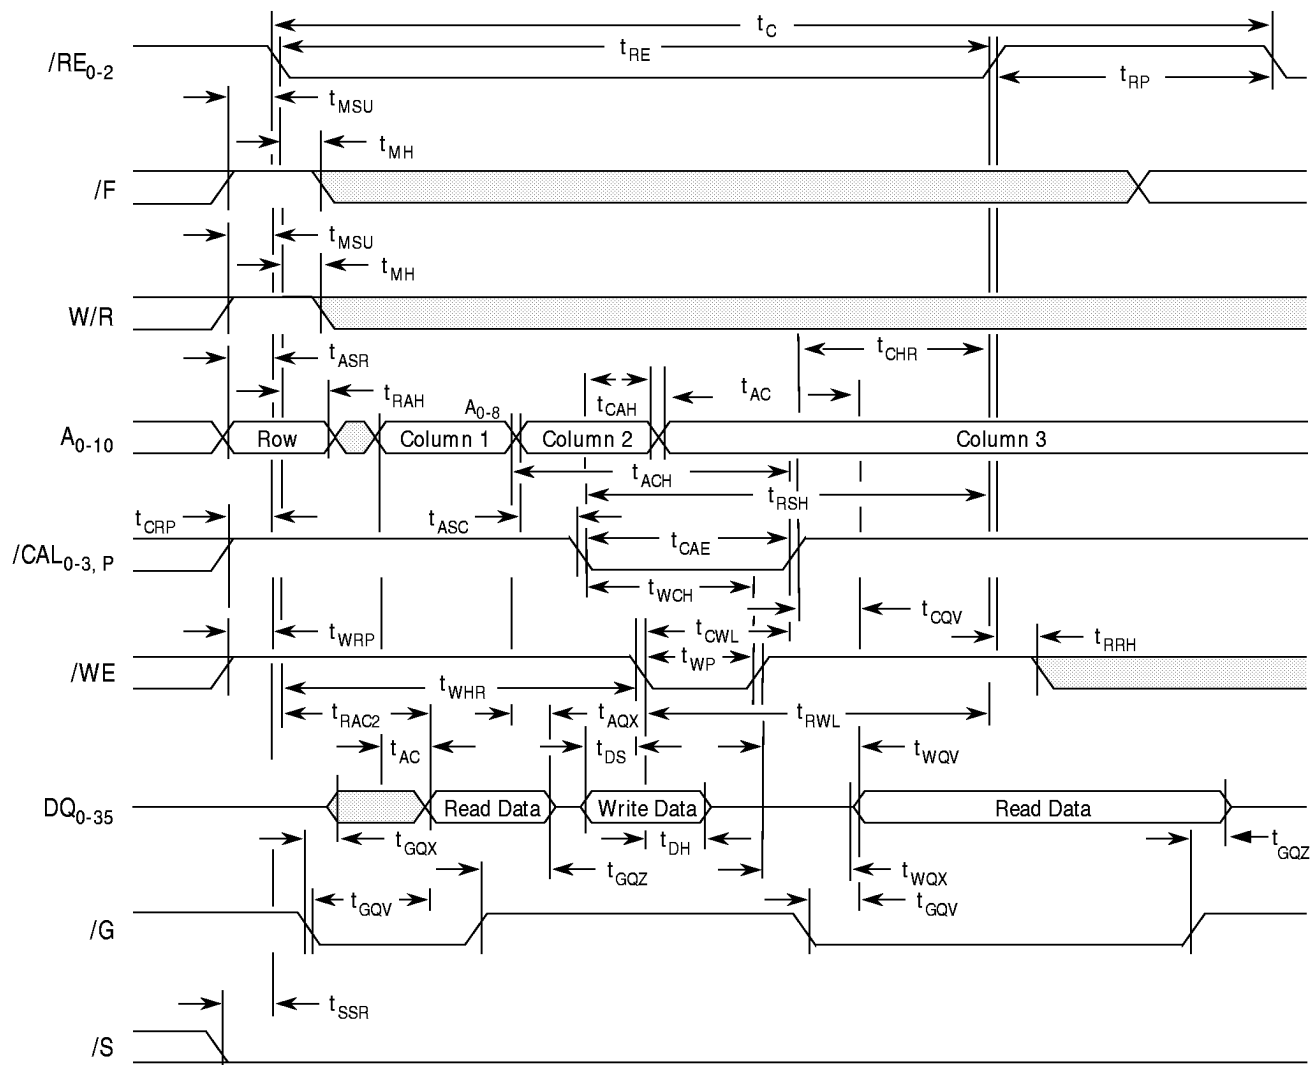 tC
/RE0-2
tRE
tRP
tMSU
tMH
/F
tMSU
tMH
W/R
tASR
tCHR
tRAH
A0-8
tCAH
tAC
A0-10
Row
Column 1
Column 2
Column 3
tACH
tRSH
tCRP
tASC
/CAL0-3, P
tCAE
tWCH
tCQV
tWRP
tCWL
tRRH
/WE
tWP
tWHR
tRAC2
tAQX
tRWL
tAC
tDS
tWQV
DQ0-35
Read Data
Write Data
Read Data
tGQX
tDH
tGQZ
tGQZ
tWQX
tGQV
tGQV
/G
tSSR
/S